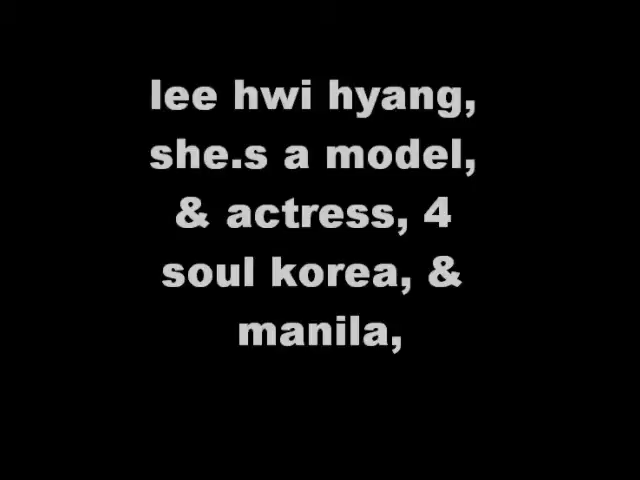 lee hwi hyang,
she.s a model,
& actress, 4
soul korea, &
manila,